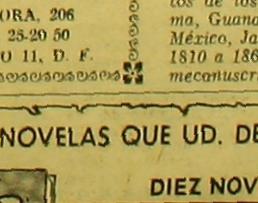 ORA, 206
25-20 50
O 11, D. F.
tos de los
ma, Guana
México, Ja
1810 a 186
mecanuscri
NOVELAS QUE UD. DE
DIEZ NOV